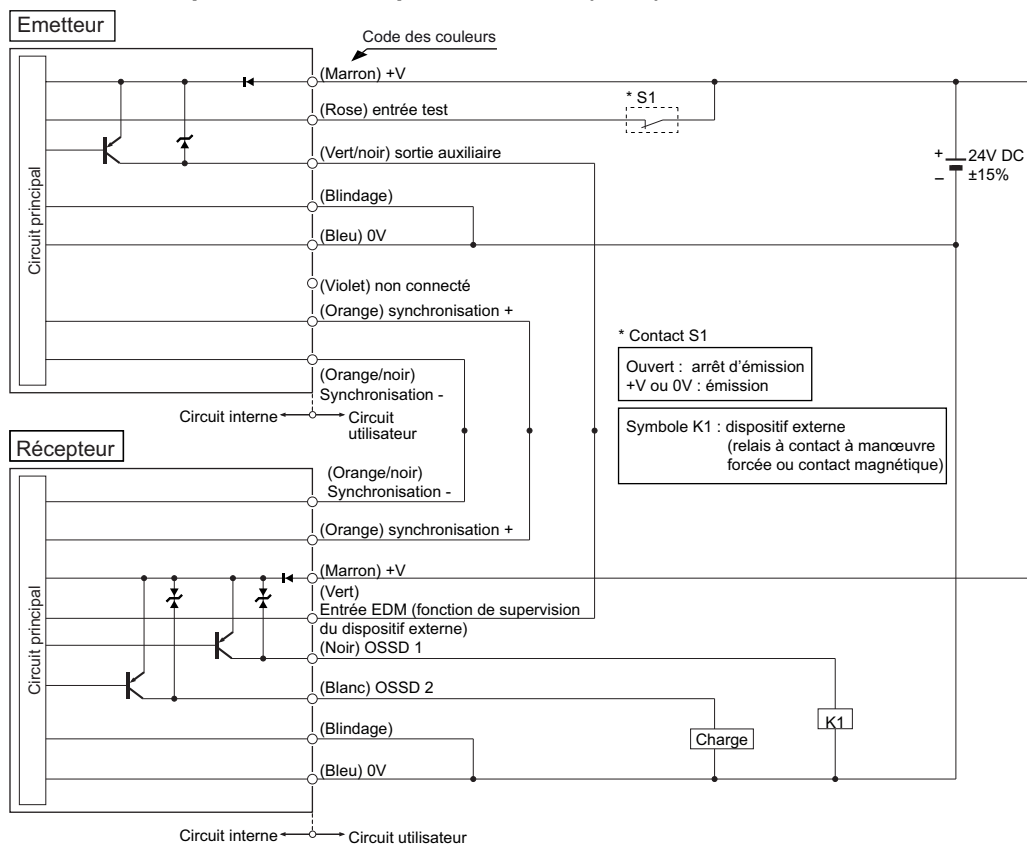 Emetteur
Code des couleurs
Circuit principal
(Marron) +V
(Rose) entrée test
* S1
(Vert/noir) sortie auxiliaire
+
–
24V DC
±15%
(Blindage)
(Bleu) 0V
(Violet) non connecté
(Orange) synchronisation +
(Orange/noir)
Synchronisation -
Circuit interne
Circuit
utilisateur
* Contact S1
Ouvert : arrêt d'émission
+V ou 0V : émission
Symbole K1 : dispositif externe
(relais à contact à manœuvre
forcée ou contact magnétique)
Récepteur
Circuit principal
(Orange/noir)
Synchronisation -
(Orange) synchronisation +
(Marron) +V
(Vert)
Entrée EDM (fonction de supervision
du dispositif externe)
(Noir) OSSD 1
(Blanc) OSSD 2
K1
Charge
(Blindage)
(Bleu) 0V
Circuit interne
Circuit utilisateur